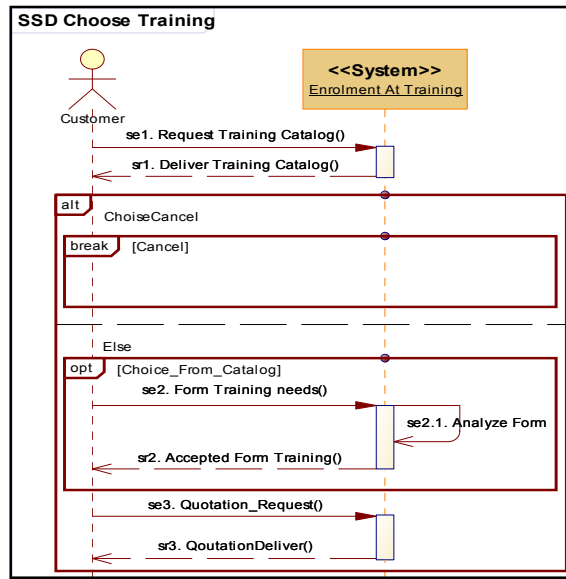 SSD Choose Training
<<System>>
Enrolment At Training
Customer
se1. Request Training Catalog()
sr1. Deliver Training Catalog()
alt
ChoiseCancel
break [Cancel]
Else
opt [Choice_From_Catalog]
se2. Form Training needs()
se2.1. Analyze Form
sr2. Accepted Form Training()
se3. Quotation_Request()
sr3. QoutationDeliver()